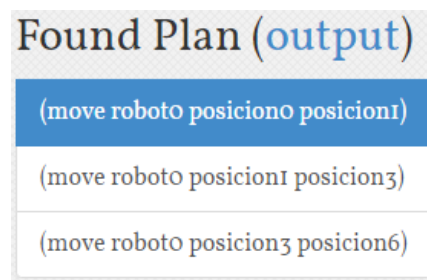 Found Plan (output)
(move robot0 posicion0 posicion1)
(move robot0 posicion1 posicion3)
(move robot0 posicion3 posicion6)